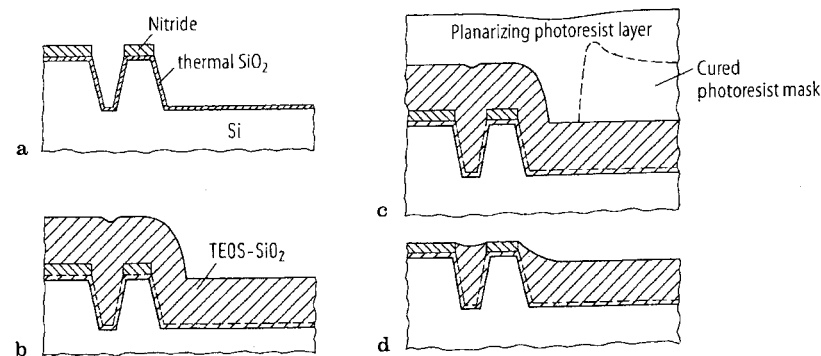 Nitride
thermal SiO₂
Si
a
TEOS-SiO₂
b
Planarizing photoresist layer
Cured
photoresist mask
c
d